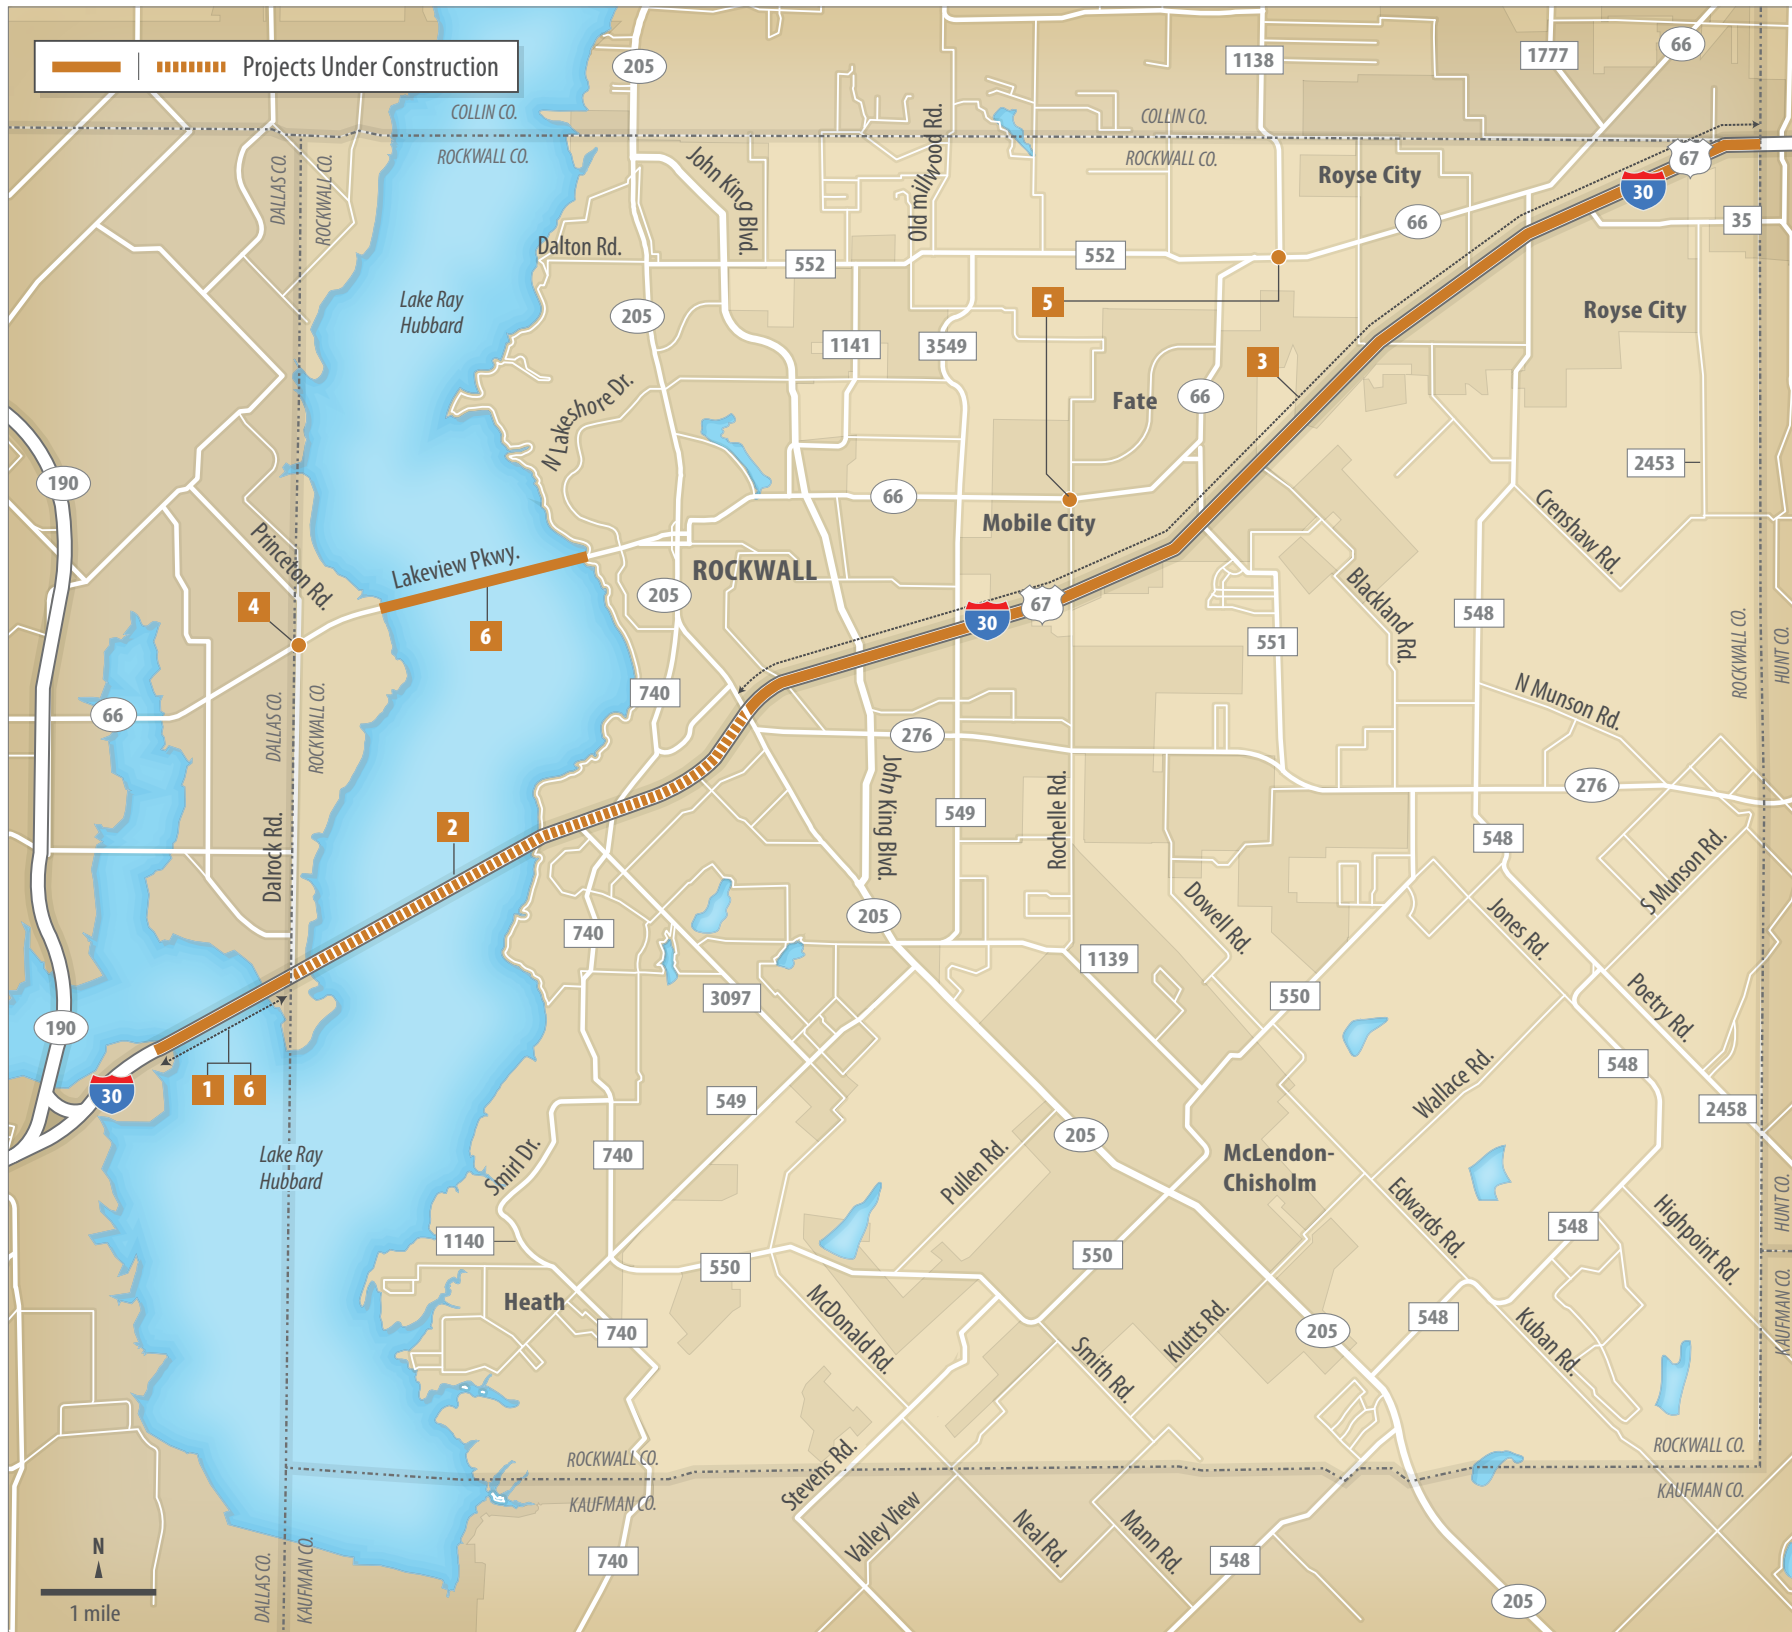 Projects Under Construction
205
1138
1777
66
COLLIN CO.
COLLIN CO.
ROCKWALL CO.
ROCKWALL CO.
DALLAS CO.
ROCKWALL CO.
John King Blvd.
Old millwood Rd.
Royse City
67
30
35
66
Dalton Rd.
552
552
Lake Ray
Hubbard
205
5
Royse City
1141
3549
3
N Lakeshore Dr.
Fate
66
190
66
2453
Mobile City
Crenshaw Rd.
Princeton Rd.
Lakeview Pkwy.
ROCKWALL
205
4
6
67
30
Blackland Rd.
548
551
ROCKWALL CO.
HUNT CO.
740
66
DALLAS CO.
ROCKWALL CO.
N Munson Rd.
276
276
John King Blvd.
549
Rochelle Rd.
2
Dalrock Rd.
548
S Munson Rd.
205
Dowell Rd.
Jones Rd.
740
1139
3097
550
Poetry Rd.
190
30
1
6
549
548
Wallace Rd.
2458
205
Lake Ray
Hubbard
Smirl Dr.
740
Pullen Rd.
McLendon-
Chisholm
Edwards Rd.
Highpoint Rd.
HUNT CO.
1140
550
550
548
Heath
McDonald Rd.
740
Klutts Rd.
205
548
Kuban Rd.
KAUFMAN CO.
Smith Rd.
ROCKWALL CO.
KAUFMAN CO.
ROCKWALL CO.
KAUFMAN CO.
Stevens Rd.
Valley View
Neal Rd.
Mann Rd.
740
548
205
DALLAS CO.
KAUFMAN CO.
N
1 mile